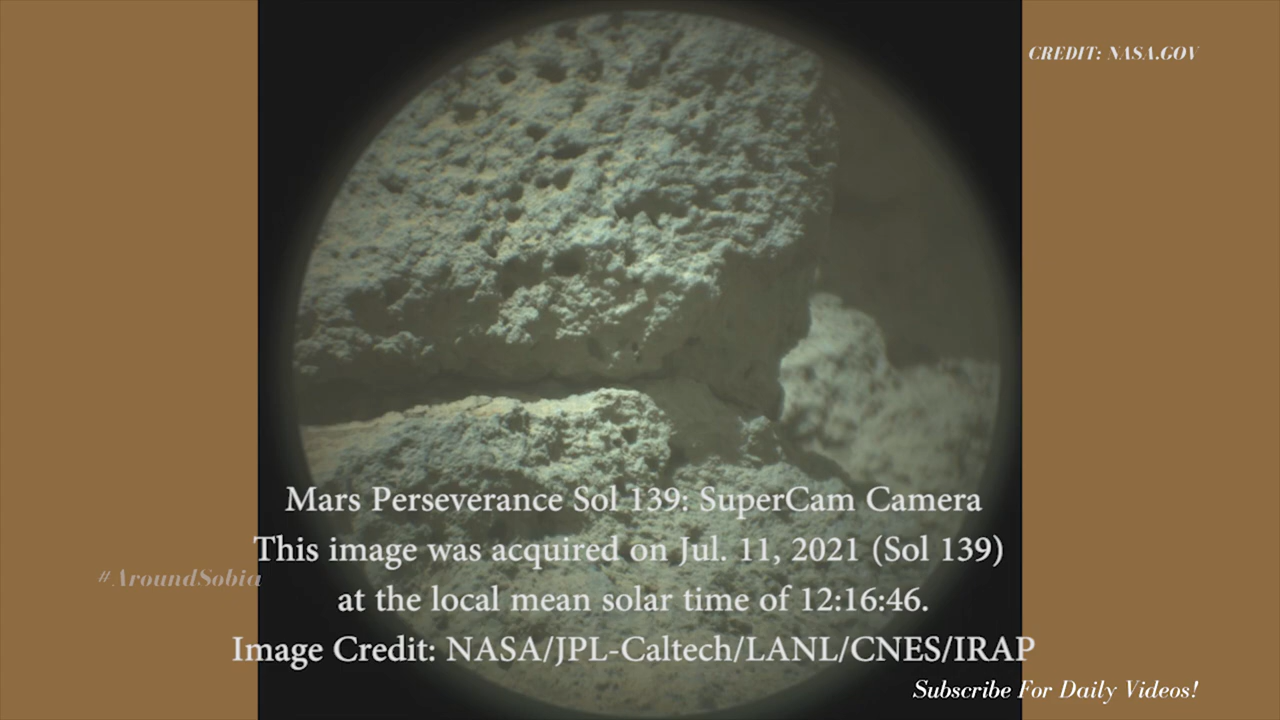 CREDIT: NASA.GOV
Mars Perseverance Sol 139: SuperCam Camera
This image was acquired on Jul. 11, 2021 (Sol 139)
#AroundSobia
at the local mean solar time of 12:16:46.
Image Credit: NASA/JPL-Caltech/LANL/CNES/IRAP
Subscribe For Daily Videos!